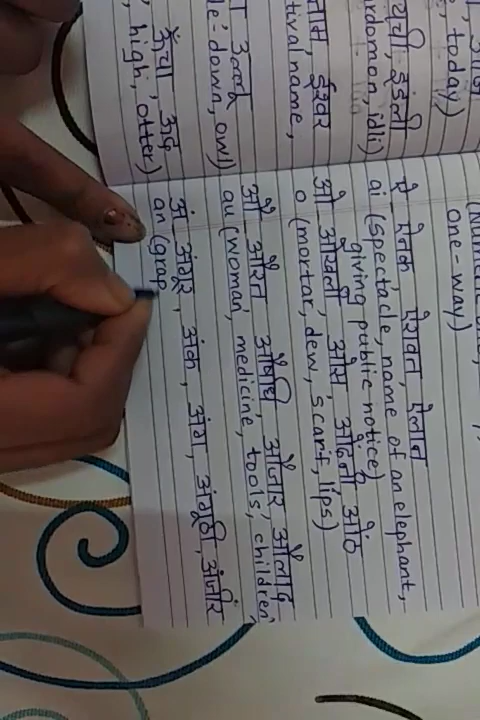 , today)
यची, इडली
rdomon, idli)
नाम, ईश्वर
tival name,
उल्लू
le-down, owl)
ऊँचा, ऊद
, high, otter)
one-way)
ऐ ऐनक, ऐरावत, ऐलान
ai (spectacle, name of an elephant,
giving public notice)
ओ ओखली, ओस, ओढ़नी, ओंठ
o (mortar, dew, scarf, lips)
औ औरत, औषधि, औजार, औलाद
au (woman, medicine, tools, children)
अं अंगूर, अंक, अंग, अंगूठी, अंजीर
an (grap